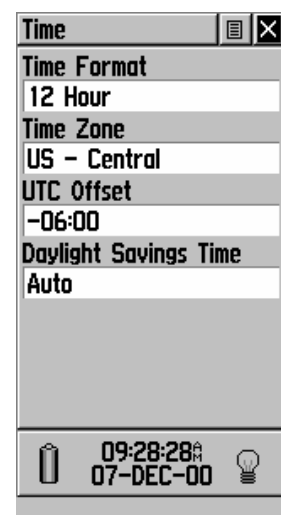 Time
Time Format
12 Hour
Time Zone
US – Central
UTC Offset
–06:00
Daylight Savings Time
Auto
09:28:28AM
07–DEC–00